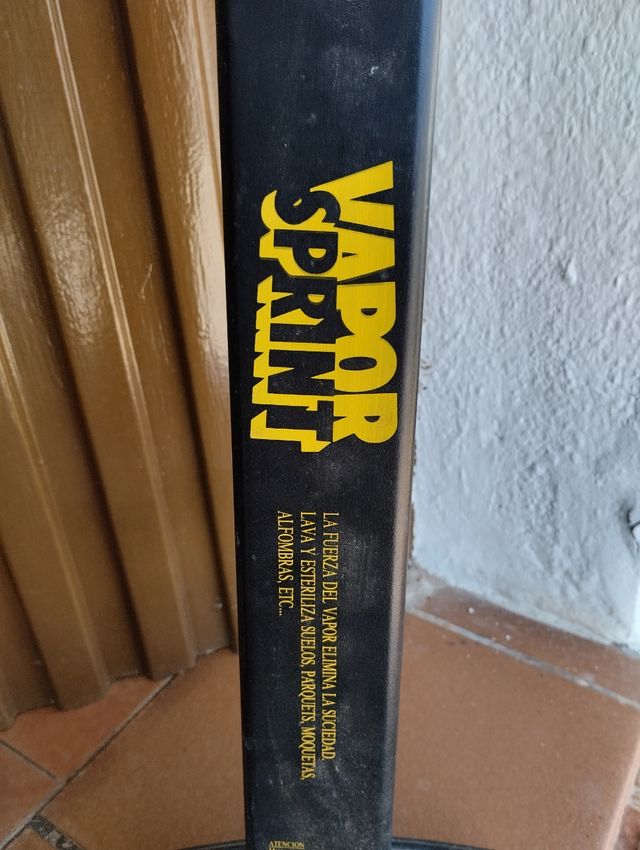 VAPOR
SPRINT
LA FUERZA DEL VAPOR ELIMINA LA SUCIEDAD.
LAVA Y ESTERILIZA SUELOS, PARQUETS, MOQUETAS,
ALFOMBRAS, ETC...
ATENCION